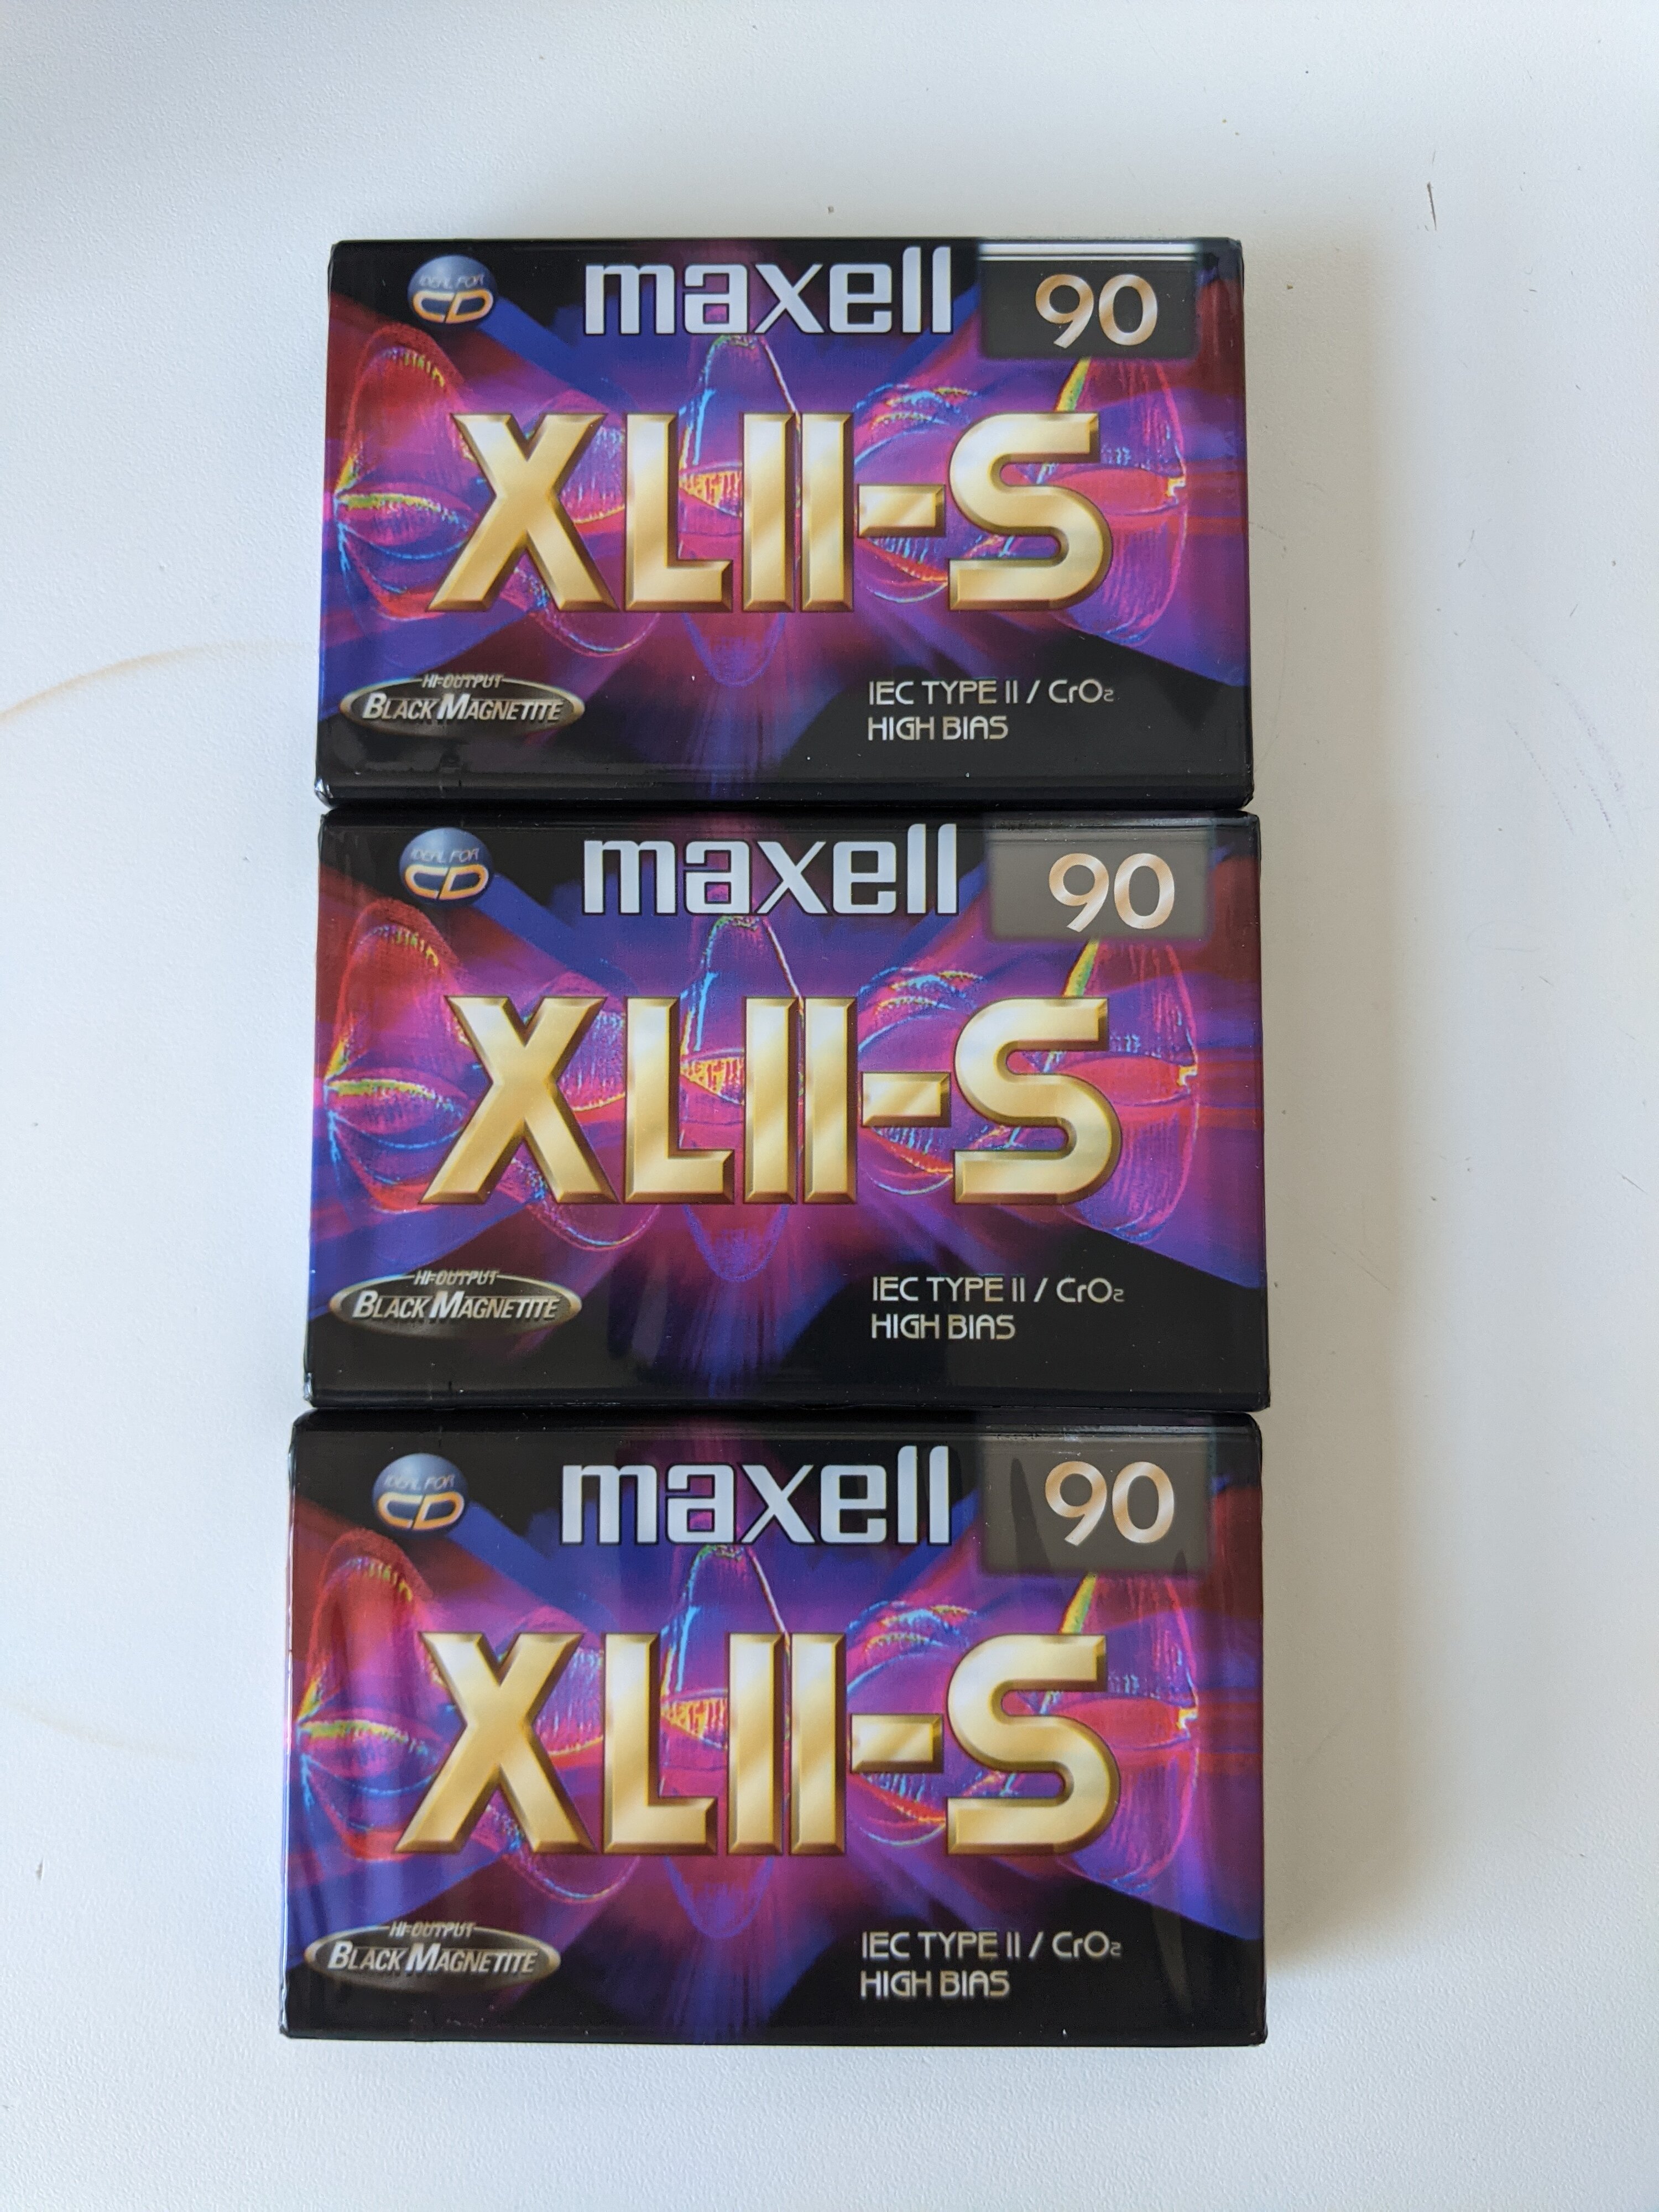 IDEAL FOR
CD
maxell
90
XLII-S
HI-OUTPUT
BLACK MAGNETITE
IEC TYPE II / CrO₂
HIGH BIAS
IDEAL FOR
CD
maxell
90
XLII-S
HI-OUTPUT
BLACK MAGNETITE
IEC TYPE II / CrO₂
HIGH BIAS
IDEAL FOR
CD
maxell
90
XLII-S
HI-OUTPUT
BLACK MAGNETITE
IEC TYPE II / CrO₂
HIGH BIAS